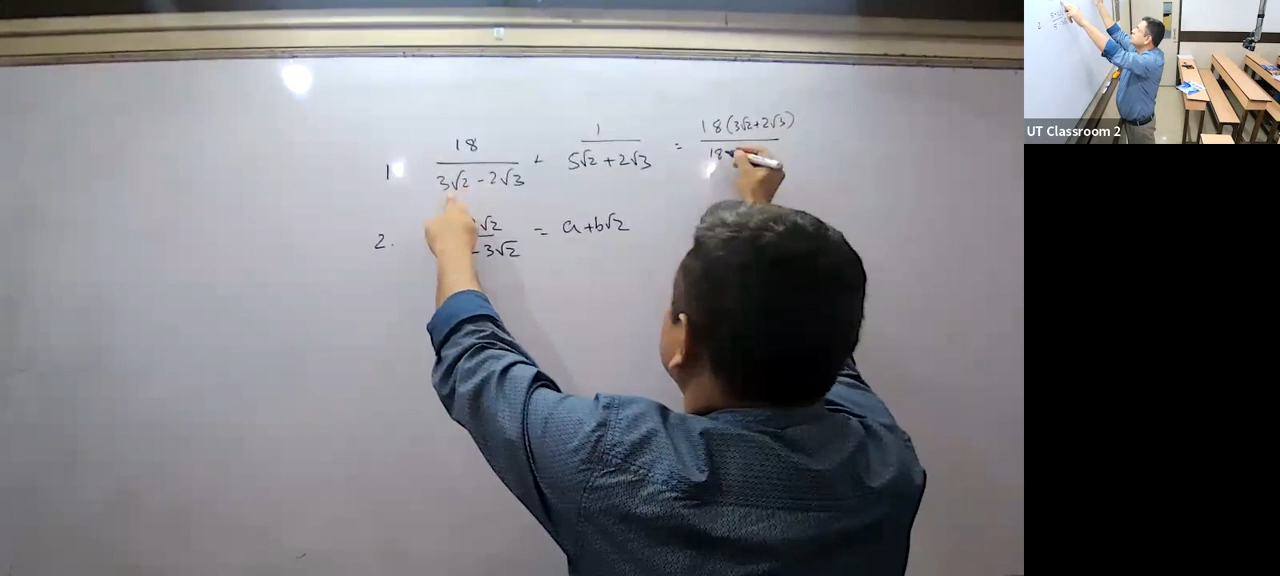 1 18/(3√2 - 2√3) + 1/(5√2 + 2√3) = 18(3√2+2√3)/18
2. √2/-3√2 = a+b√2
UT Classroom 2